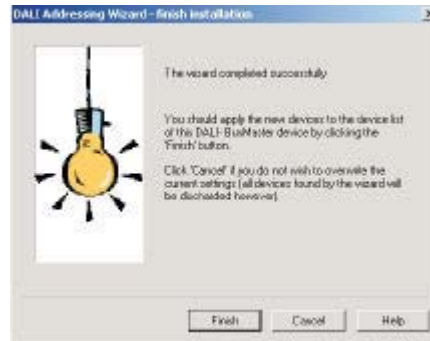 DALI Addressing Wizard - finish installation
The wizard completed successfully
You should apply the new devices to the device list
of this DALI- BusMaster device by clicking the
'Finish' button.
Click 'Cancel' if you do not wish to overwrite the
current settings (all devices found by the wizard will
be discharded however).
Finish
Cancel
Help